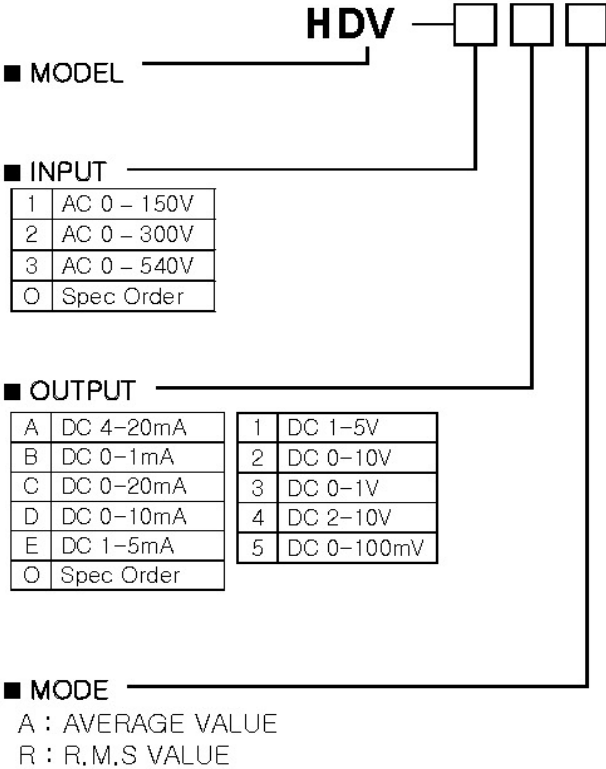 HDV
■ MODEL
■ INPUT
1 AC 0 – 150V
2 AC 0 – 300V
3 AC 0 – 540V
O Spec Order
■ OUTPUT
A DC 4-20mA
B DC 0-1mA
C DC 0-20mA
D DC 0-10mA
E DC 1-5mA
O Spec Order
1 DC 1-5V
2 DC 0-10V
3 DC 0-1V
4 DC 2-10V
5 DC 0-100mV
■ MODE
A : AVERAGE VALUE
R : R.M.S VALUE